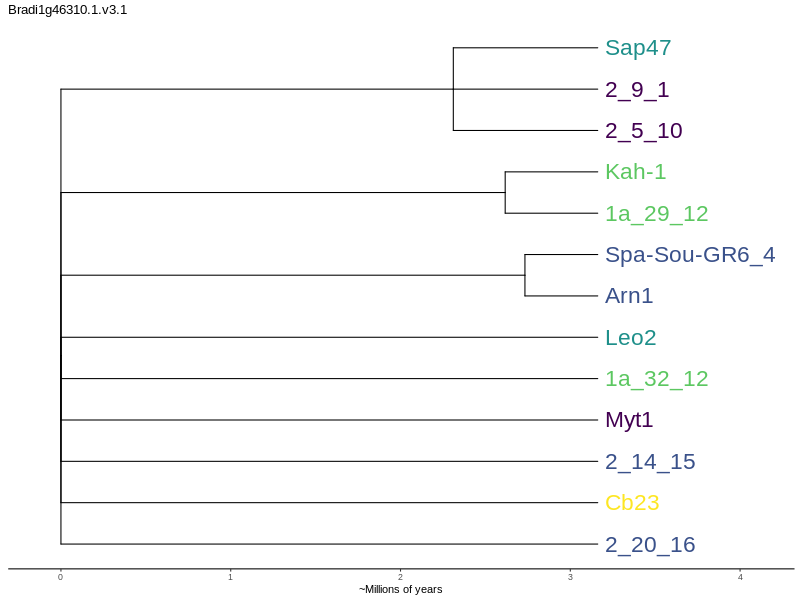 Bradi1g46310.1.v3.1
Sap47
2_9_1
2_5_10
Kah-1
1a_29_12
Spa-Sou-GR6_4
Arn1
Leo2
1a_32_12
Myt1
2_14_15
Cb23
2_20_16
0 1 2 3 4
~Millions of years